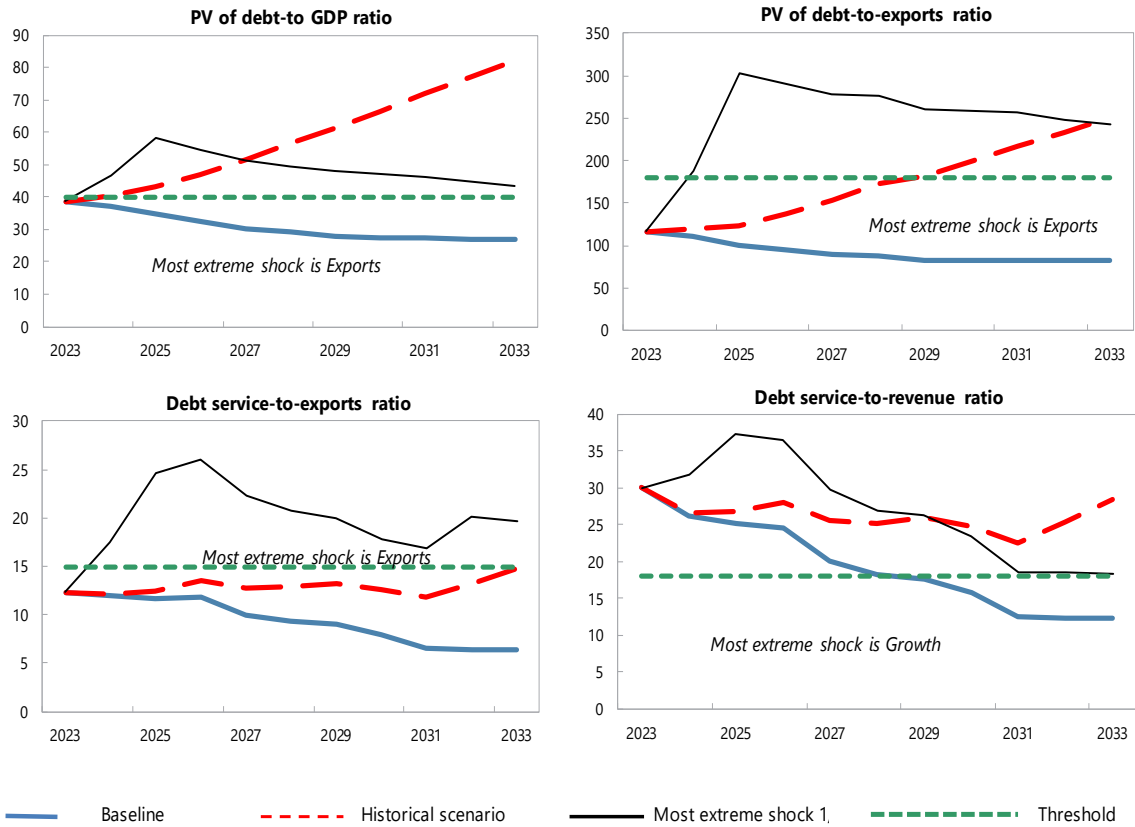 PV of debt-to GDP ratio
90
80
70
60
50
40
30
20
10
0
Most extreme shock is Exports
2023 2025 2027 2029 2031 2033
PV of debt-to-exports ratio
350
300
250
200
150
100
50
0
Most extreme shock is Exports
2023 2025 2027 2029 2031 2033
Debt service-to-exports ratio
30
25
20
15
10
5
0
Most extreme shock is Exports
2023 2025 2027 2029 2031 2033
Debt service-to-revenue ratio
40
35
30
25
20
15
10
5
0
Most extreme shock is Growth
2023 2025 2027 2029 2031 2033
Baseline Historical scenario Most extreme shock 1, Threshold